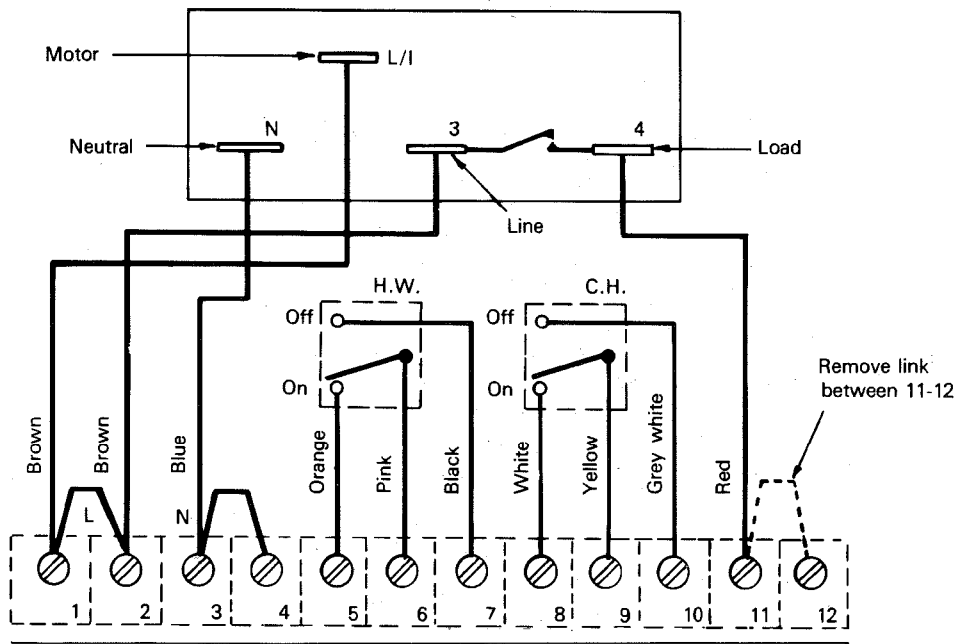 Motor
L/I
Neutral
N
3
4
Load
Line
H.W.
C.H.
Off
On
Off
On
Remove link
between 11-12
Brown
Brown
Blue
Orange
Pink
Black
White
Yellow
Grey white
Red
L
N
1
2
3
4
5
6
7
8
9
10
11
12